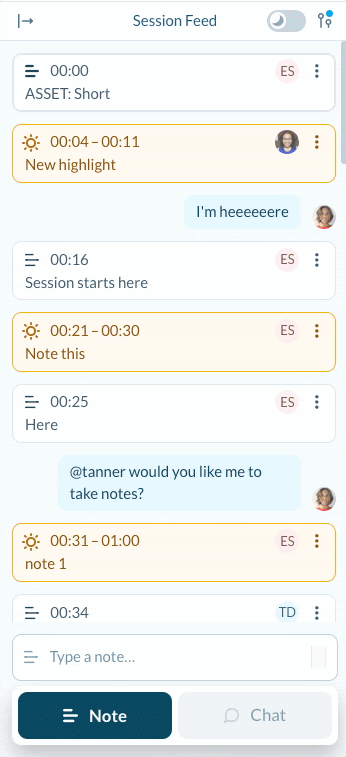 Session Feed
00:00 ES
ASSET: Short
00:04 – 00:11
New highlight
I'm heeeeeere
00:16 ES
Session starts here
00:21 – 00:30 ES
Note this
00:25 ES
Here
@tanner would you like me to
take notes?
00:31 – 01:00 ES
note 1
00:34 TD
Type a note...
Note Chat